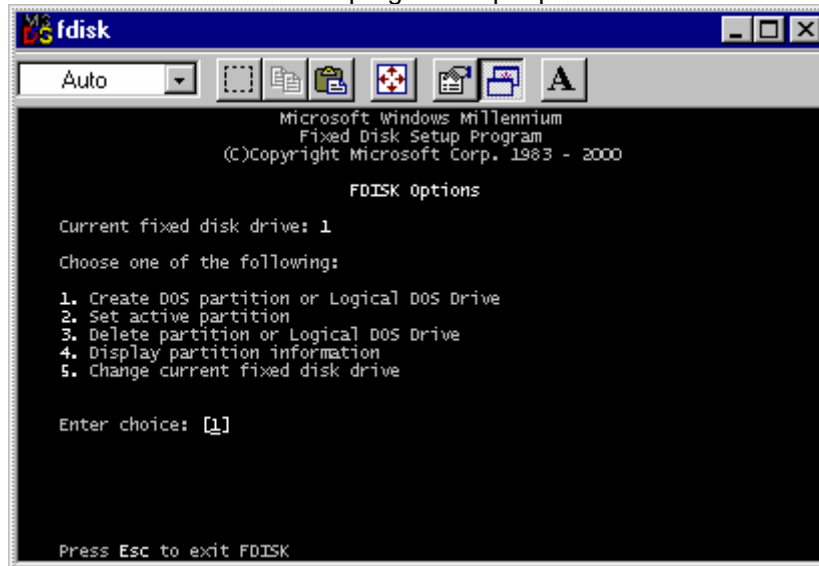 fdisk
Auto
A
Microsoft Windows Millennium
Fixed Disk Setup Program
(C)Copyright Microsoft Corp. 1983 - 2000
FDISK Options
Current fixed disk drive: 1
Choose one of the following:
1. Create DOS partition or Logical DOS Drive
2. Set active partition
3. Delete partition or Logical DOS Drive
4. Display partition information
5. Change current fixed disk drive
Enter choice: [1]
Press Esc to exit FDISK